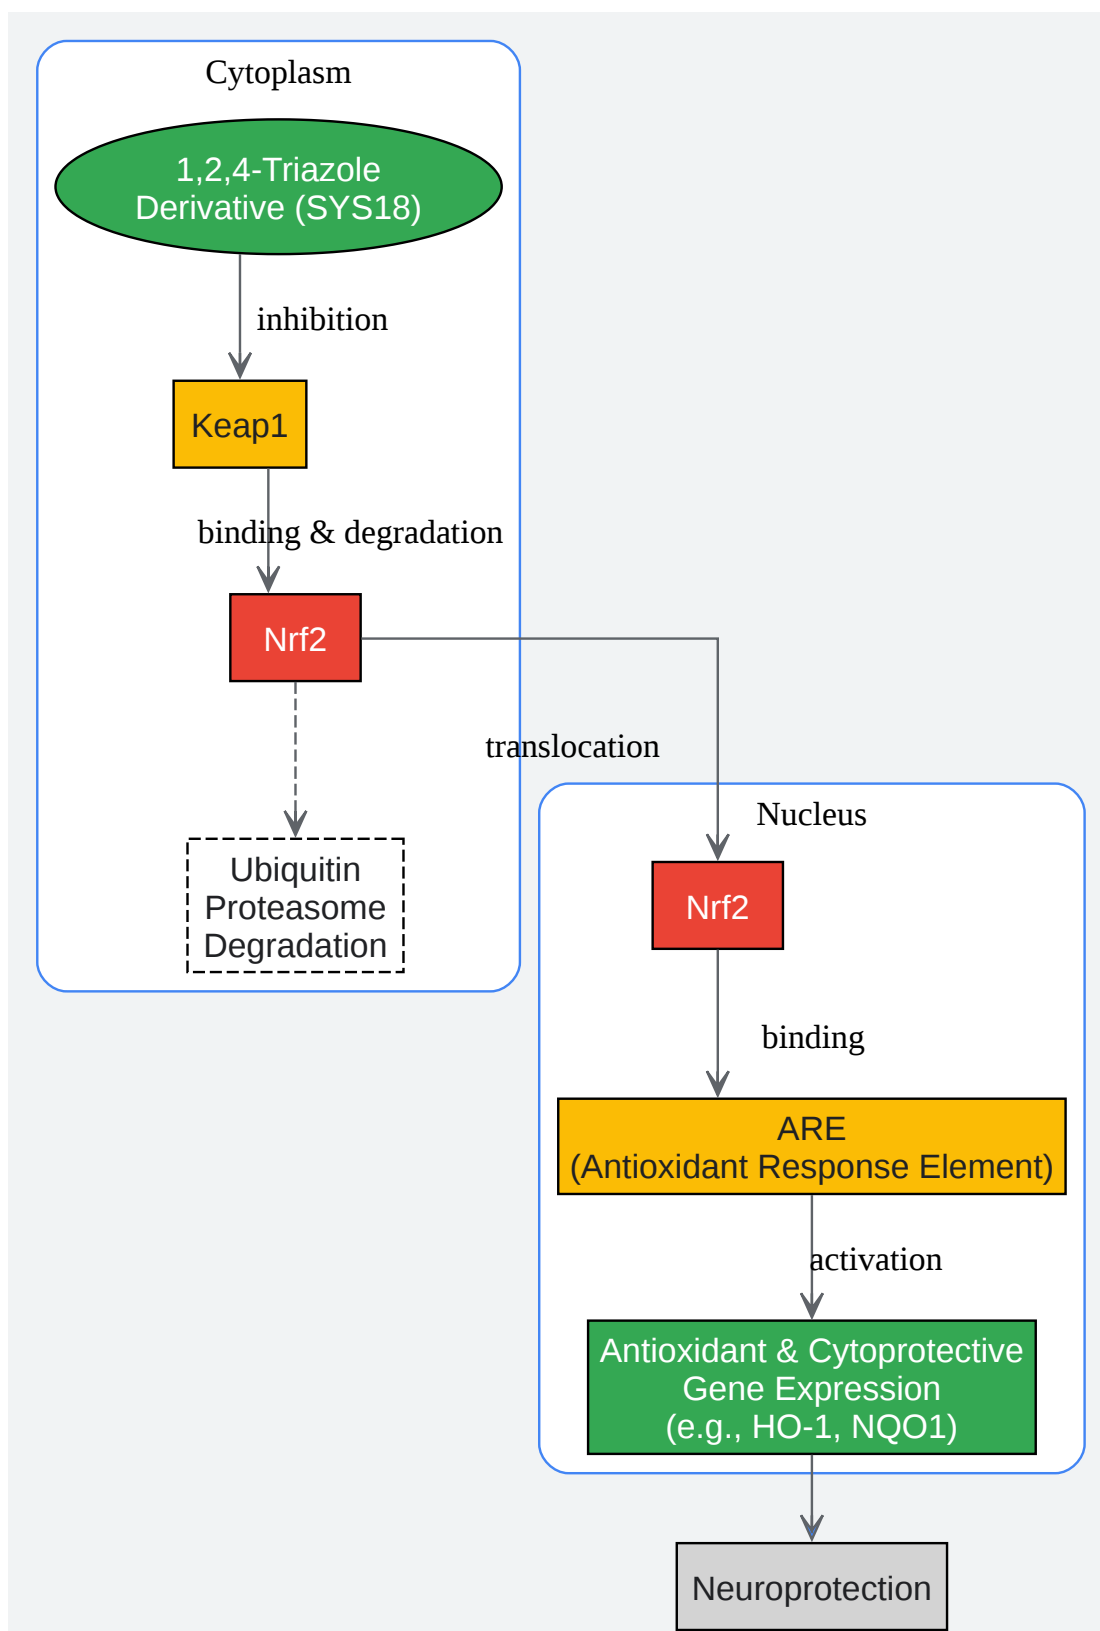 Cytoplasm
1,2,4-Triazole
Derivative (SYS18)
inhibition
Keap1
binding & degradation
Nrf2
translocation
Ubiquitin
Proteasome
Degradation
Nucleus
Nrf2
binding
ARE
(Antioxidant Response Element)
activation
Antioxidant & Cytoprotective
Gene Expression
(e.g., HO-1, NQO1)
Neuroprotection